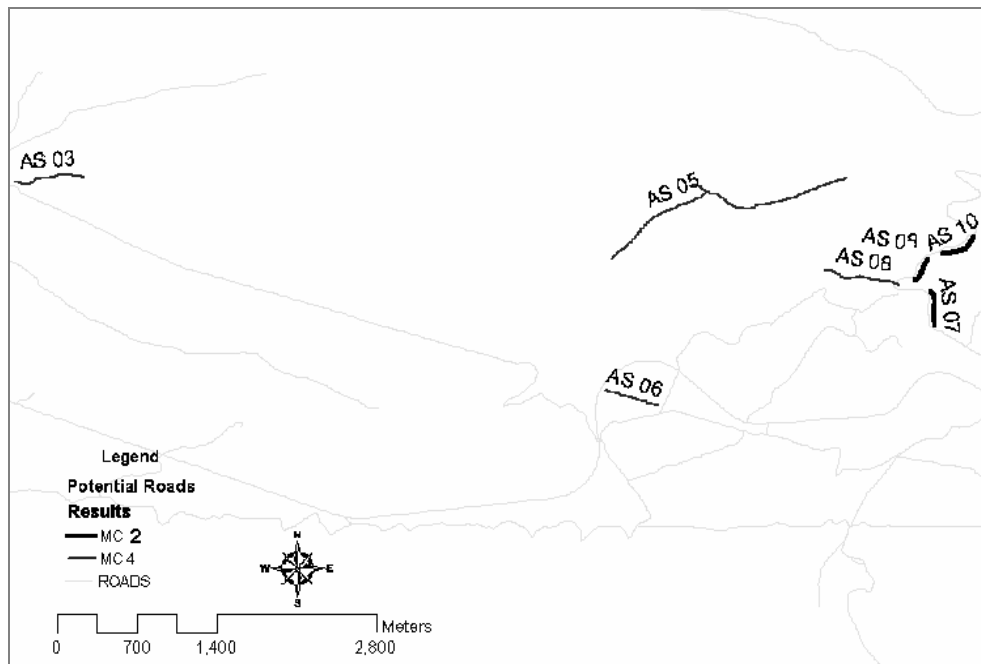 AS 03
AS 05
AS 09
AS 10
AS 08
AS 07
AS 06
Legend
Potential Roads
Results
MC 2
MC 4
ROADS
N
W E
S
Meters
0 700 1,400 2,800